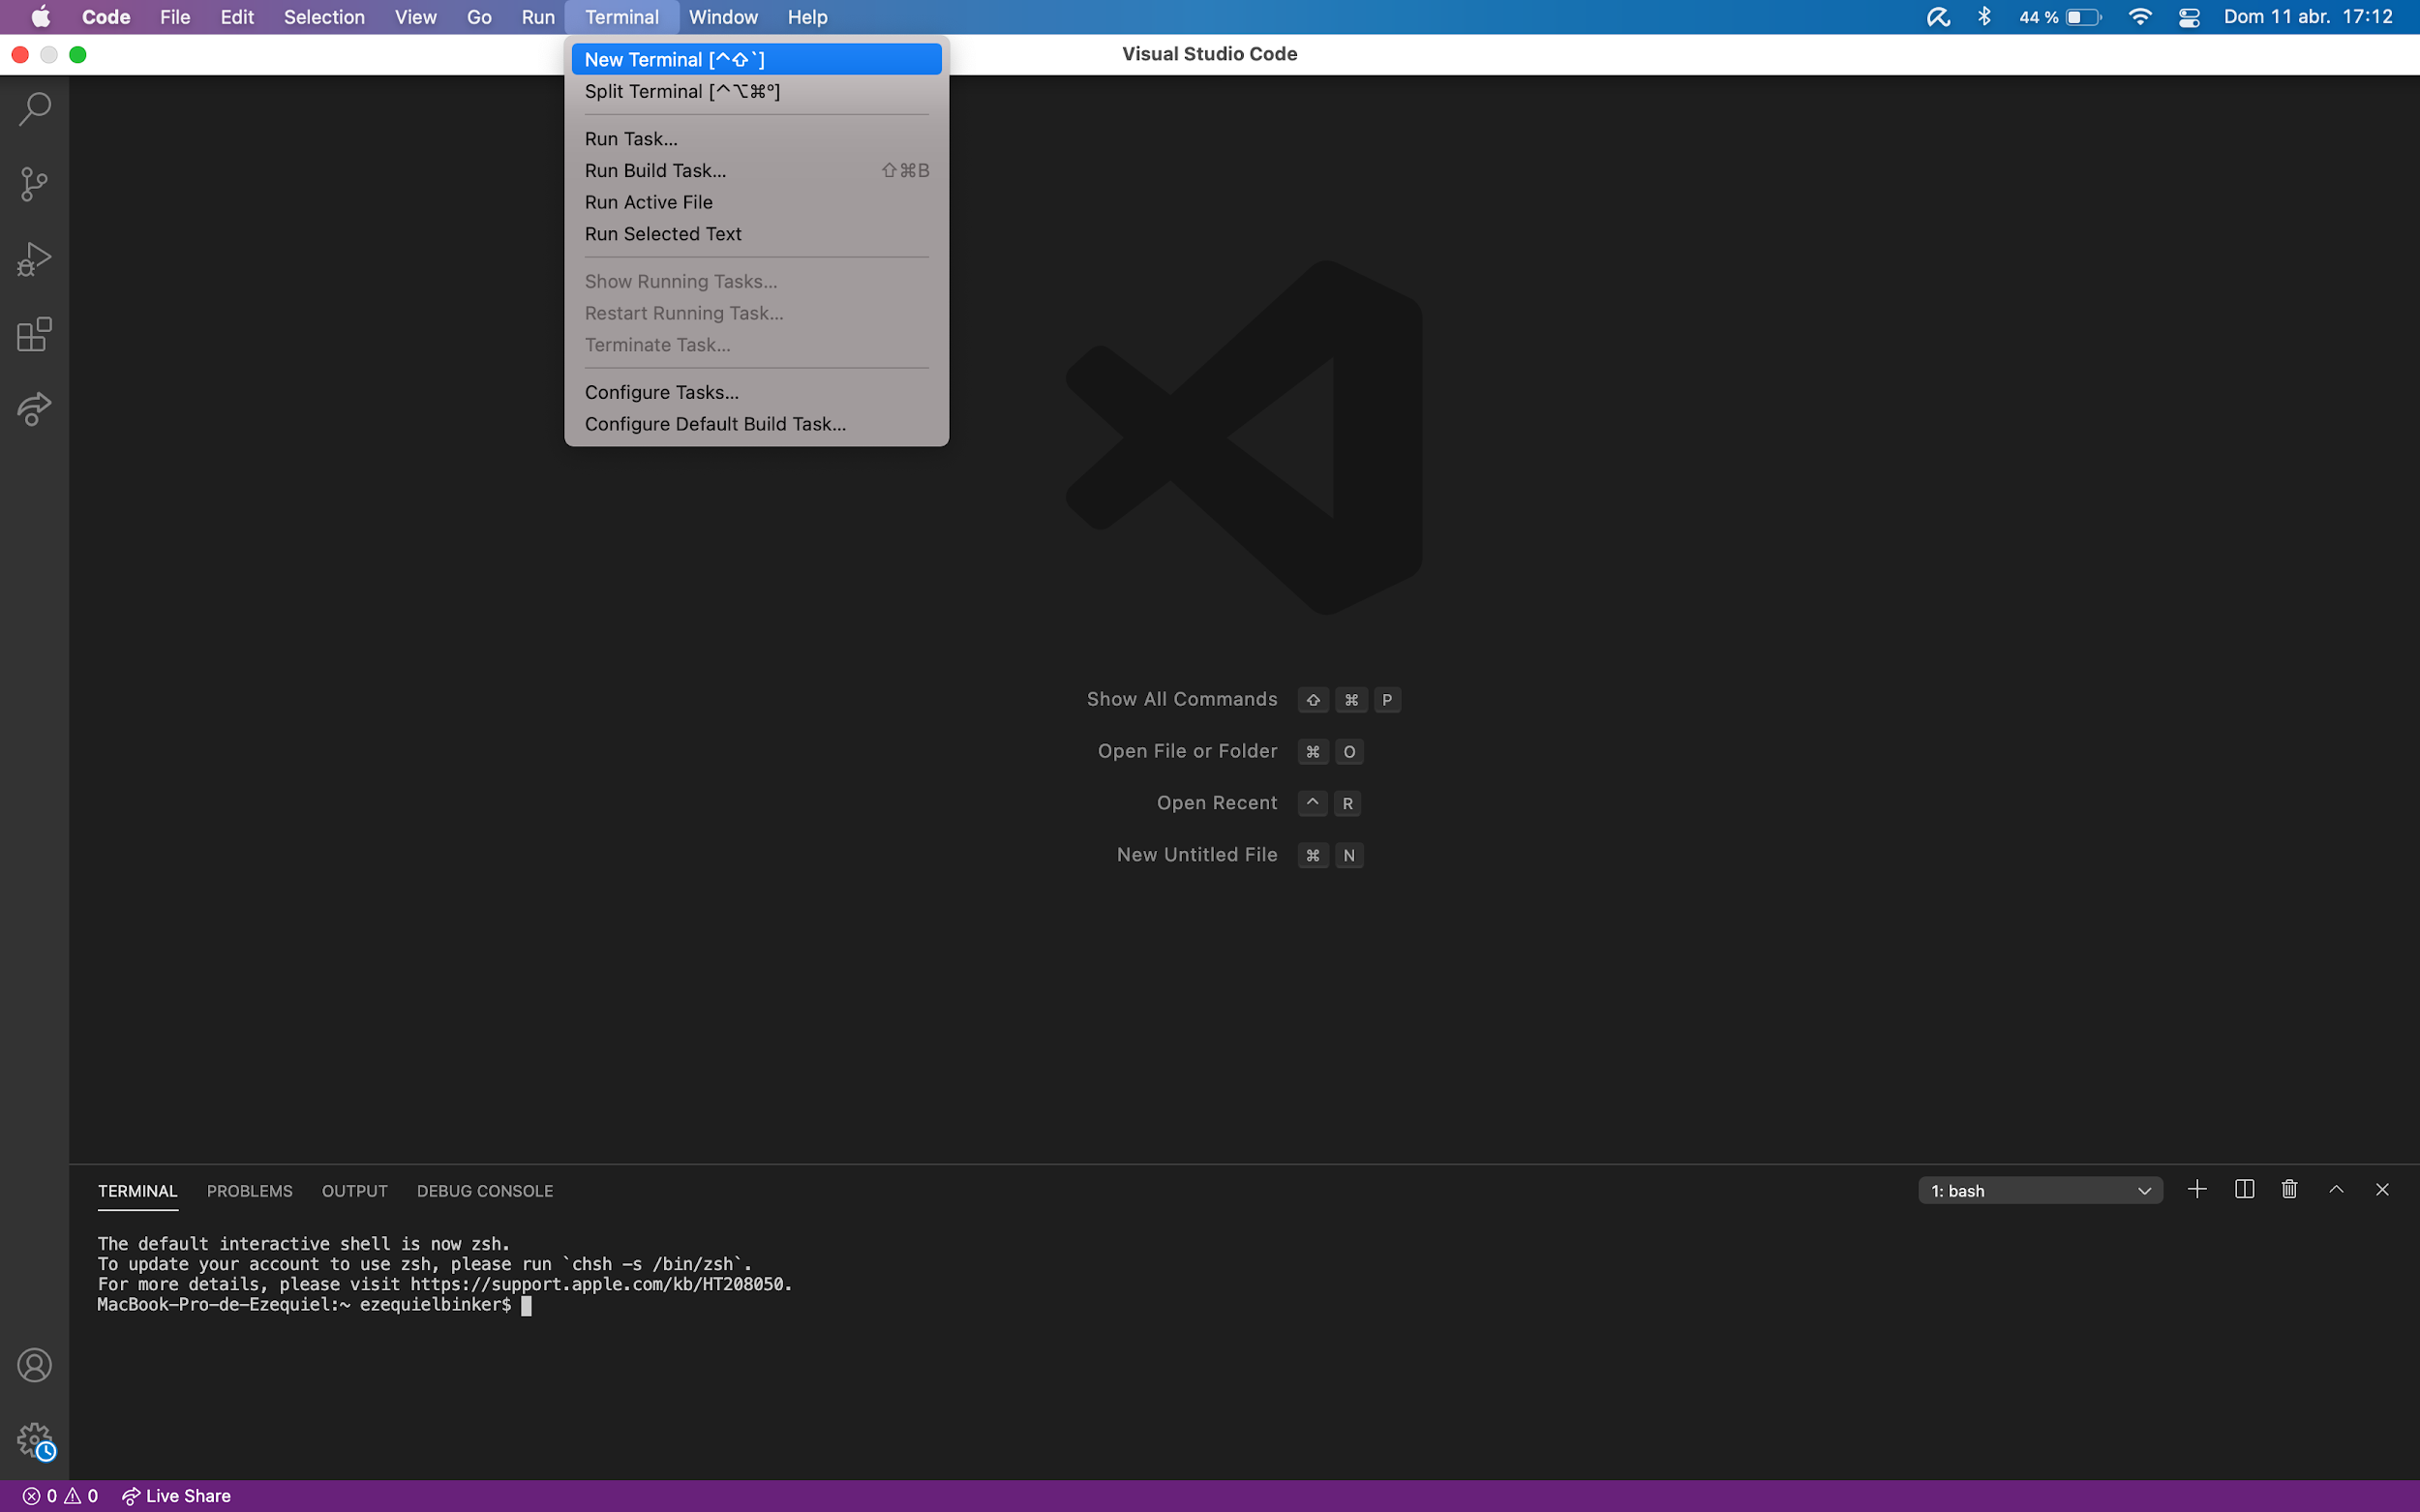 Code File Edit Selection View Go Run Terminal Window Help 44 % Dom 11 abr. 17:12
Visual Studio Code
New Terminal [^⇧`]
Split Terminal [^⌥⌘º]
Run Task...
Run Build Task... ⇧⌘B
Run Active File
Run Selected Text
Show Running Tasks...
Restart Running Task...
Terminate Task...
Configure Tasks...
Configure Default Build Task...
Show All Commands ⇧ ⌘ P
Open File or Folder ⌘ O
Open Recent ^ R
New Untitled File ⌘ N
TERMINAL PROBLEMS OUTPUT DEBUG CONSOLE 1: bash
The default interactive shell is now zsh.
To update your account to use zsh, please run `chsh -s /bin/zsh`.
For more details, please visit https://support.apple.com/kb/HT208050.
MacBook-Pro-de-Ezequiel:~ ezequielbinker$
0 0 Live Share